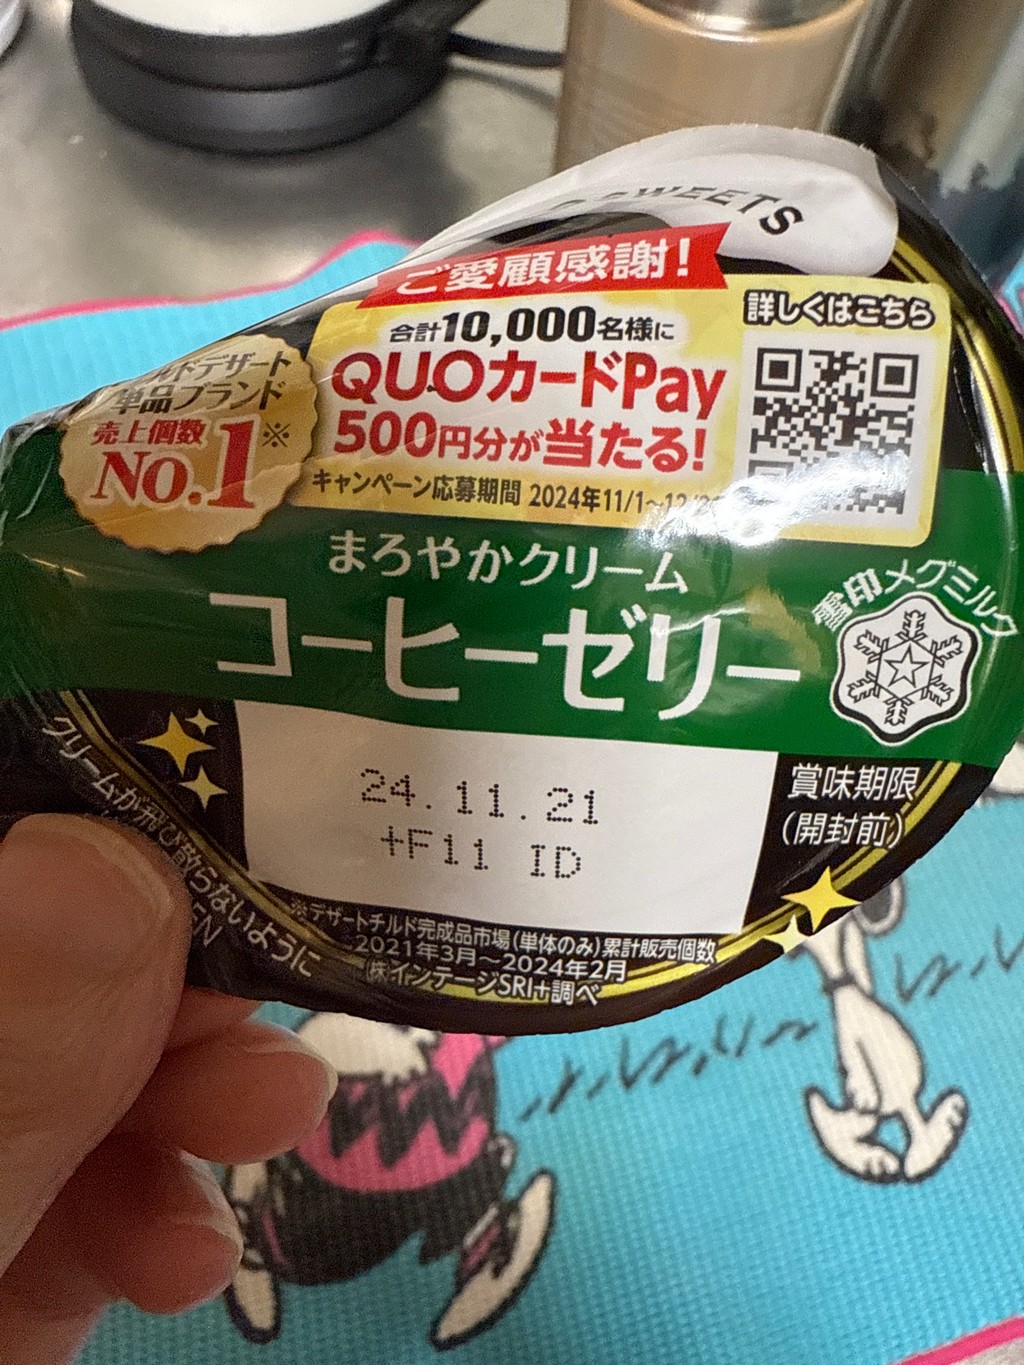 SWEETS
ご愛顧感謝!
合計10,000名様に
QUOカードPay
500円分が当たる!
キャンペーン応募期間 2024年11/1~
詳しくはこちら
ルドデザート
単品ブランド
売上個数
No.1※
まろやかクリーム
コーヒーゼリー
雪印メグミルク
24.11.21
+F11 ID
賞味期限
(開封前)
クリームが飛び散らないように
EN
※デザートチルド完成品市場(単体のみ)累計販売個数
2021年3月~2024年2月
(株)インテージSRI+調べ